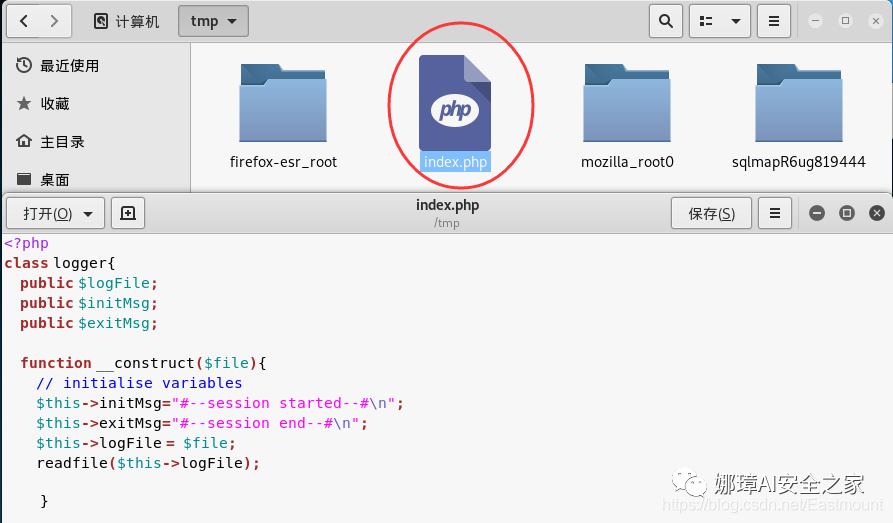 计算机
tmp
最近使用
收藏
主目录
桌面
php
firefox-esr_root
index.php
mozilla_root0
sqlmapR6ug819444
打开(O)
index.php
/tmp
保存(S)
<?php
class logger{
public $logFile;
public $initMsg;
public $exitMsg;
function __construct($file){
// initialise variables
$this->initMsg="#--session started--#\n";
$this->exitMsg="#--session end--#\n";
$this->logFile = $file;
readfile($this->logFile);
}
娜璋AI安全之家
https://blog.csdn.net/Eastmount